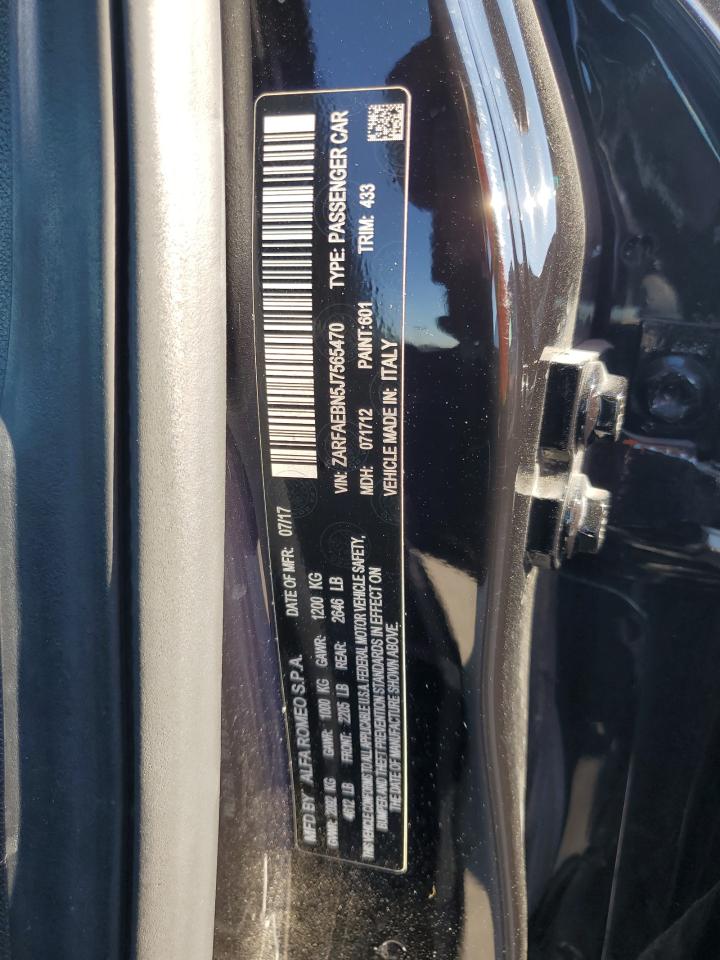 MFD BY ALFA ROMEO S.P.A. DATE OF MFR: 07/17
GVWR: 2092 KG GAWR: 1000 KG GAWR: 1200 KG
4612 LB FRONT: 2205 LB REAR: 2646 LB
THIS VEHICLE CONFORMS TO ALL APPLICABLE U.S.A. FEDERAL MOTOR VEHICLE SAFETY,
BUMPER AND THEFT PREVENTION STANDARDS IN EFFECT ON
THE DATE OF MANUFACTURE SHOWN ABOVE.
VIN: ZARFAEBN5J7565470 TYPE: PASSENGER CAR
MDH: 071712 PAINT:601 TRIM: 433
VEHICLE MADE IN: ITALY